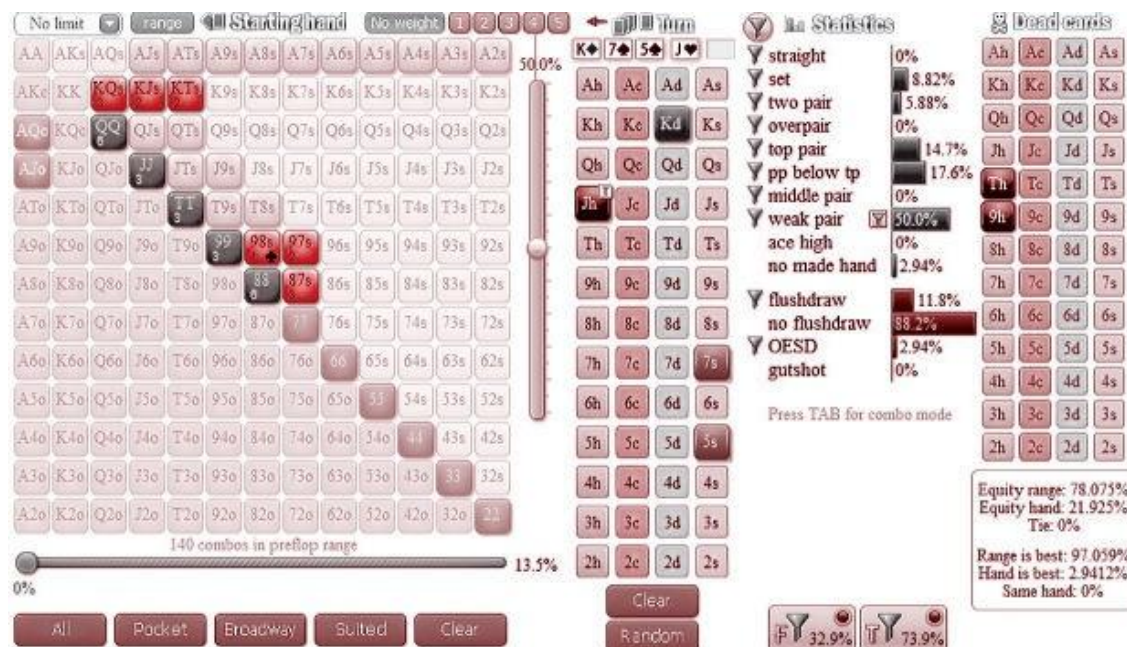 No limit range Starting hand No weight 1 2 3 4 5
AA AKs AQs AJs ATs A9s A8s A7s A6s A5s A4s A3s A2s
AKo KK KQs KJs KTs K9s K8s K7s K6s K5s K4s K3s K2s
AQo KQo QQ QJs QTs Q9s Q8s Q7s Q6s Q5s Q4s Q3s Q2s
6
AJo KJo QJo JJ JTs J9s J8s J7s J6s J5s J4s J3s J2s
3
ATo KTo QTo JTo TT T9s T8s T7s T6s T5s T4s T3s T2s
3
A9o K9o Q9o J9o T9o 99 98s 97s 96s 95s 94s 93s 92s
3
A8o K8o Q8o J8o T8o 98o 88 87s 86s 85s 84s 83s 82s
6
A7o K7o Q7o J7o T7o 97o 87o 77 76s 75s 74s 73s 72s
A6o K6o Q6o J6o T6o 96o 86o 76o 66 65s 64s 63s 62s
A5o K5o Q5o J5o T5o 95o 85o 75o 65o 55 54s 53s 52s
A4o K4o Q4o J4o T4o 94o 84o 74o 64o 54o 44 43s 42s
A3o K3o Q3o J3o T3o 93o 83o 73o 63o 53o 43o 33 32s
A2o K2o Q2o J2o T2o 92o 82o 72o 62o 52o 42o 32o 22
140 combos in preflop range
13.5%
0%
All Pocket Broadway Suited Clear
50.0%
Turn
K♦ 7♠ 5♠ J♥
Ah Ac Ad As
Kh Kc Kd Ks
Qh Qc Qd Qs
Jh T Jc Jd Js
Th Tc Td Ts
9h 9c 9d 9s
8h 8c 8d 8s
7h 7c 7d 7s
6h 6c 6d 6s
5h 5c 5d 5s
4h 4c 4d 4s
3h 3c 3d 3s
2h 2c 2d 2s
Clear
Random
Statistics
straight 0%
set 8.82%
two pair 5.88%
overpair 0%
top pair 14.7%
pp below tp 17.6%
middle pair 0%
weak pair 50.0%
ace high 0%
no made hand 2.94%
flushdraw 11.8%
no flushdraw 88.2%
OESD 2.94%
gutshot 0%
Press TAB for combo mode
F 32.9% T 73.9%
Dead cards
Ah Ac Ad As
Kh Kc Kd Ks
Qh Qc Qd Qs
Jh Jc Jd Js
Th Tc Td Ts
9h 9c 9d 9s
8h 8c 8d 8s
7h 7c 7d 7s
6h 6c 6d 6s
5h 5c 5d 5s
4h 4c 4d 4s
3h 3c 3d 3s
2h 2c 2d 2s
Equity range: 78.075%
Equity hand: 21.925%
Tie: 0%
Range is best: 97.059%
Hand is best: 2.9412%
Same hand: 0%